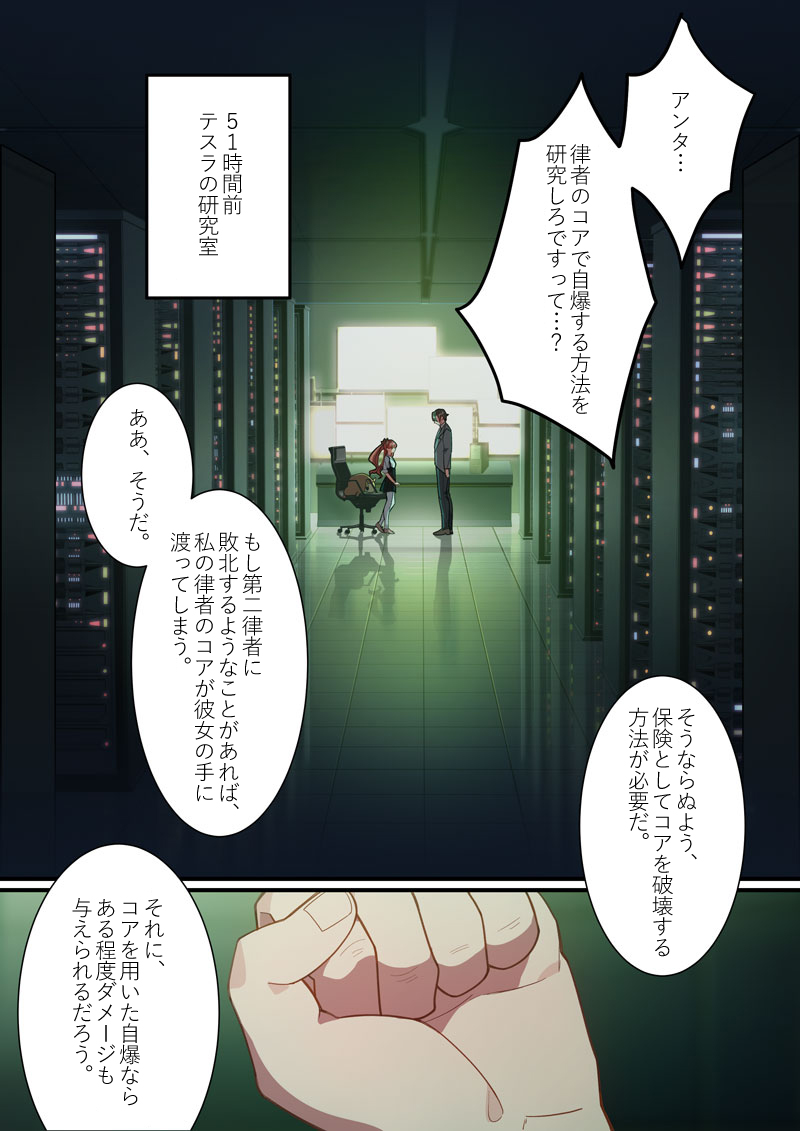 アンタ…
律者のコアで自爆する方法を
研究しろですって…?
51時間前
テスラの研究室
ああ、そうだ。
もし第二律者に
敗北するようなことがあれば、
私の律者のコアが彼女の手に
渡ってしまう。
そうならぬよう、
保険としてコアを破壊する
方法が必要だ。
それに、
コアを用いた自爆なら
ある程度ダメージも
与えられるだろう。